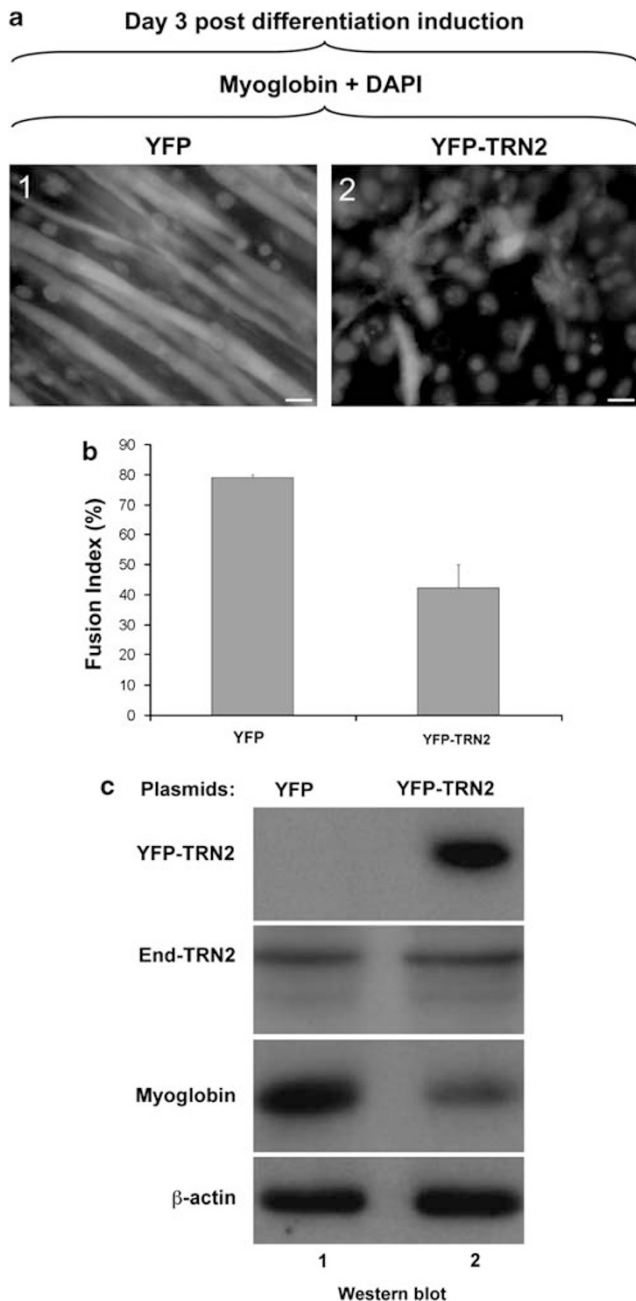 a
Day 3 post differentiation induction
Myoglobin + DAPI
YFP YFP-TRN2
1 2
b
Fusion Index (%)
90
80
70
60
50
40
30
20
10
0
YFP YFP-TRN2
c Plasmids: YFP YFP-TRN2
YFP-TRN2
End-TRN2
Myoglobin
β-actin
1 2
Western blot